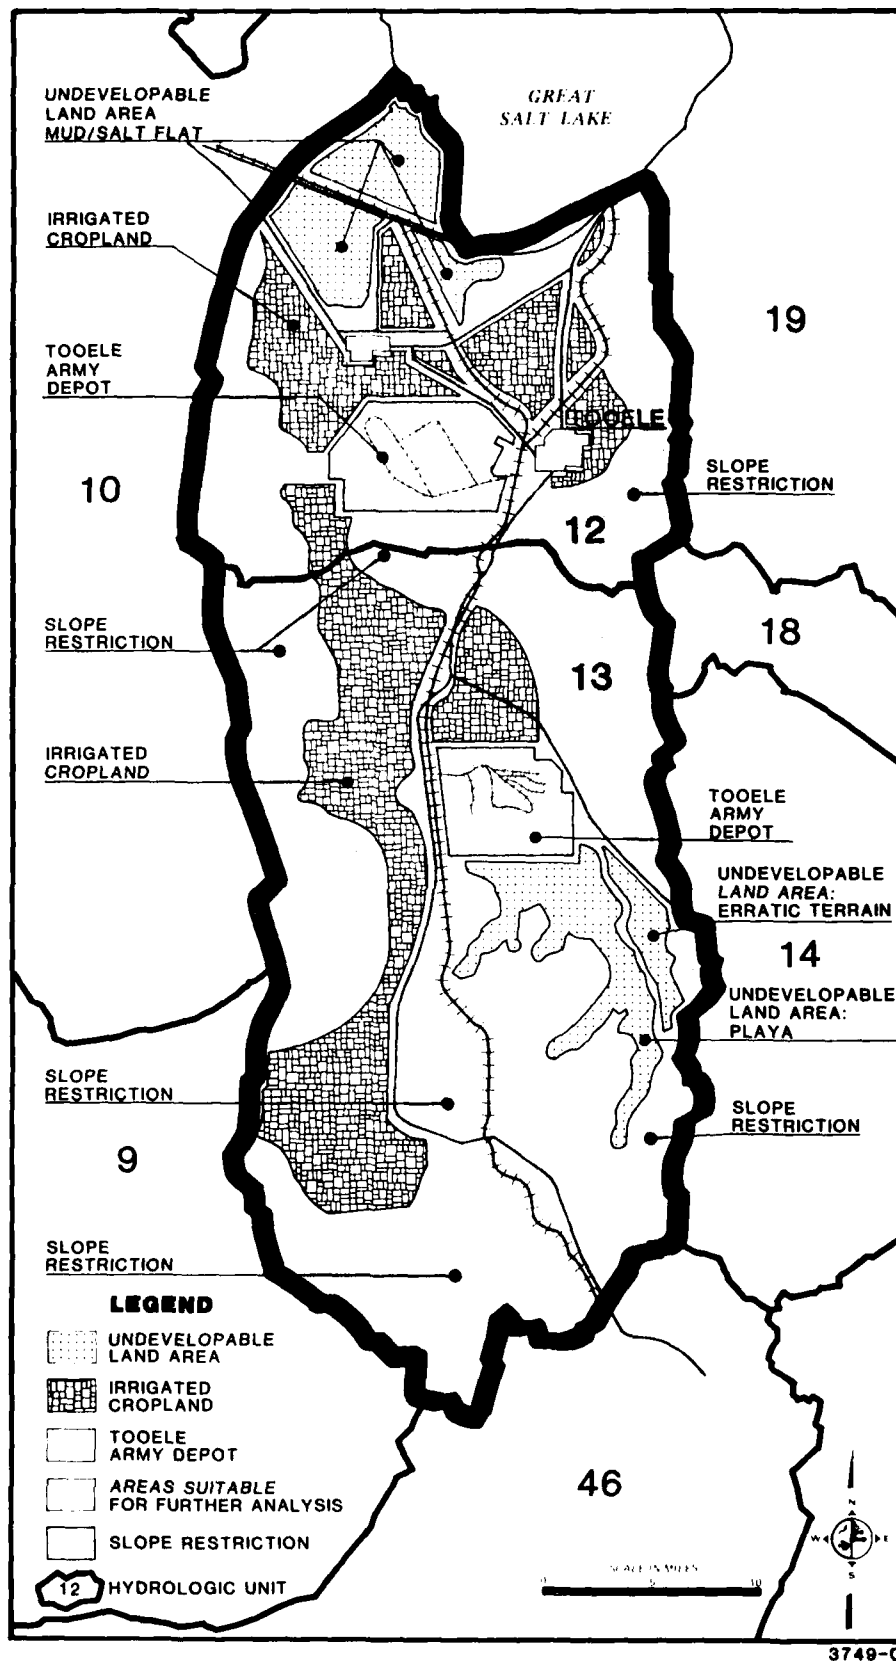 GREAT
SALT LAKE
UNDEVELOPABLE
LAND AREA
MUD/SALT FLAT
IRRIGATED
CROPLAND
19
TOOELE
ARMY
DEPOT
TOOELE
SLOPE
RESTRICTION
10
12
SLOPE
RESTRICTION
18
13
IRRIGATED
CROPLAND
TOOELE
ARMY
DEPOT
UNDEVELOPABLE
LAND AREA:
ERRATIC TERRAIN
14
UNDEVELOPABLE
LAND AREA:
PLAYA
SLOPE
RESTRICTION
SLOPE
RESTRICTION
9
SLOPE
RESTRICTION
LEGEND
UNDEVELOPABLE
LAND AREA
IRRIGATED
CROPLAND
TOOELE
ARMY DEPOT
AREAS SUITABLE
FOR FURTHER ANALYSIS
SLOPE RESTRICTION
12 HYDROLOGIC UNIT
46
SCALE IN MILES
0 5 10
N
W E
S